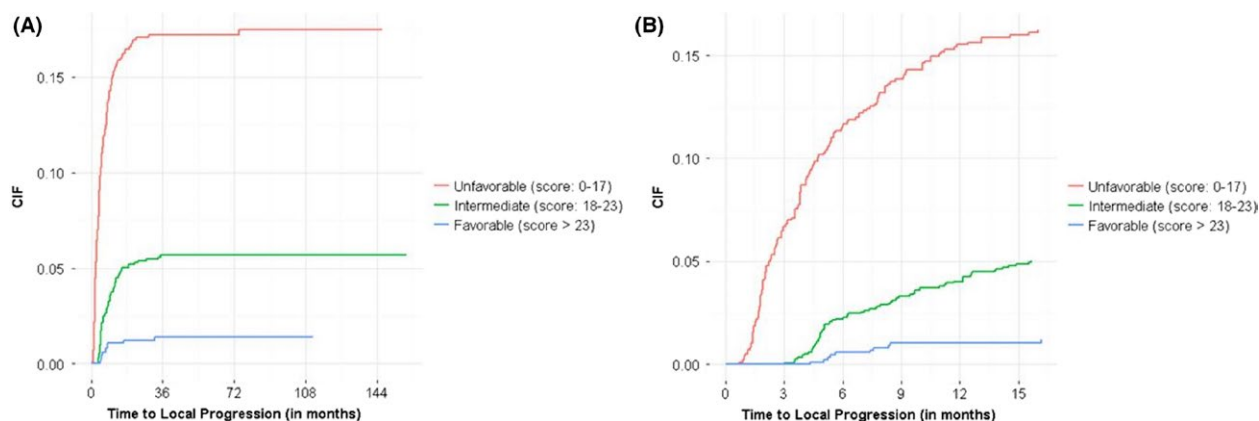 (A)
CIF
0.15
0.10
0.05
0.00
0
36
72
108
144
Time to Local Progression (in months)
Unfavorable (score: 0-17)
Intermediate (score: 18-23)
Favorable (score > 23)
(B)
CIF
0.15
0.10
0.05
0.00
0
3
6
9
12
15
Time to Local Progression (in months)
Unfavorable (score: 0-17)
Intermediate (score: 18-23)
Favorable (score > 23)